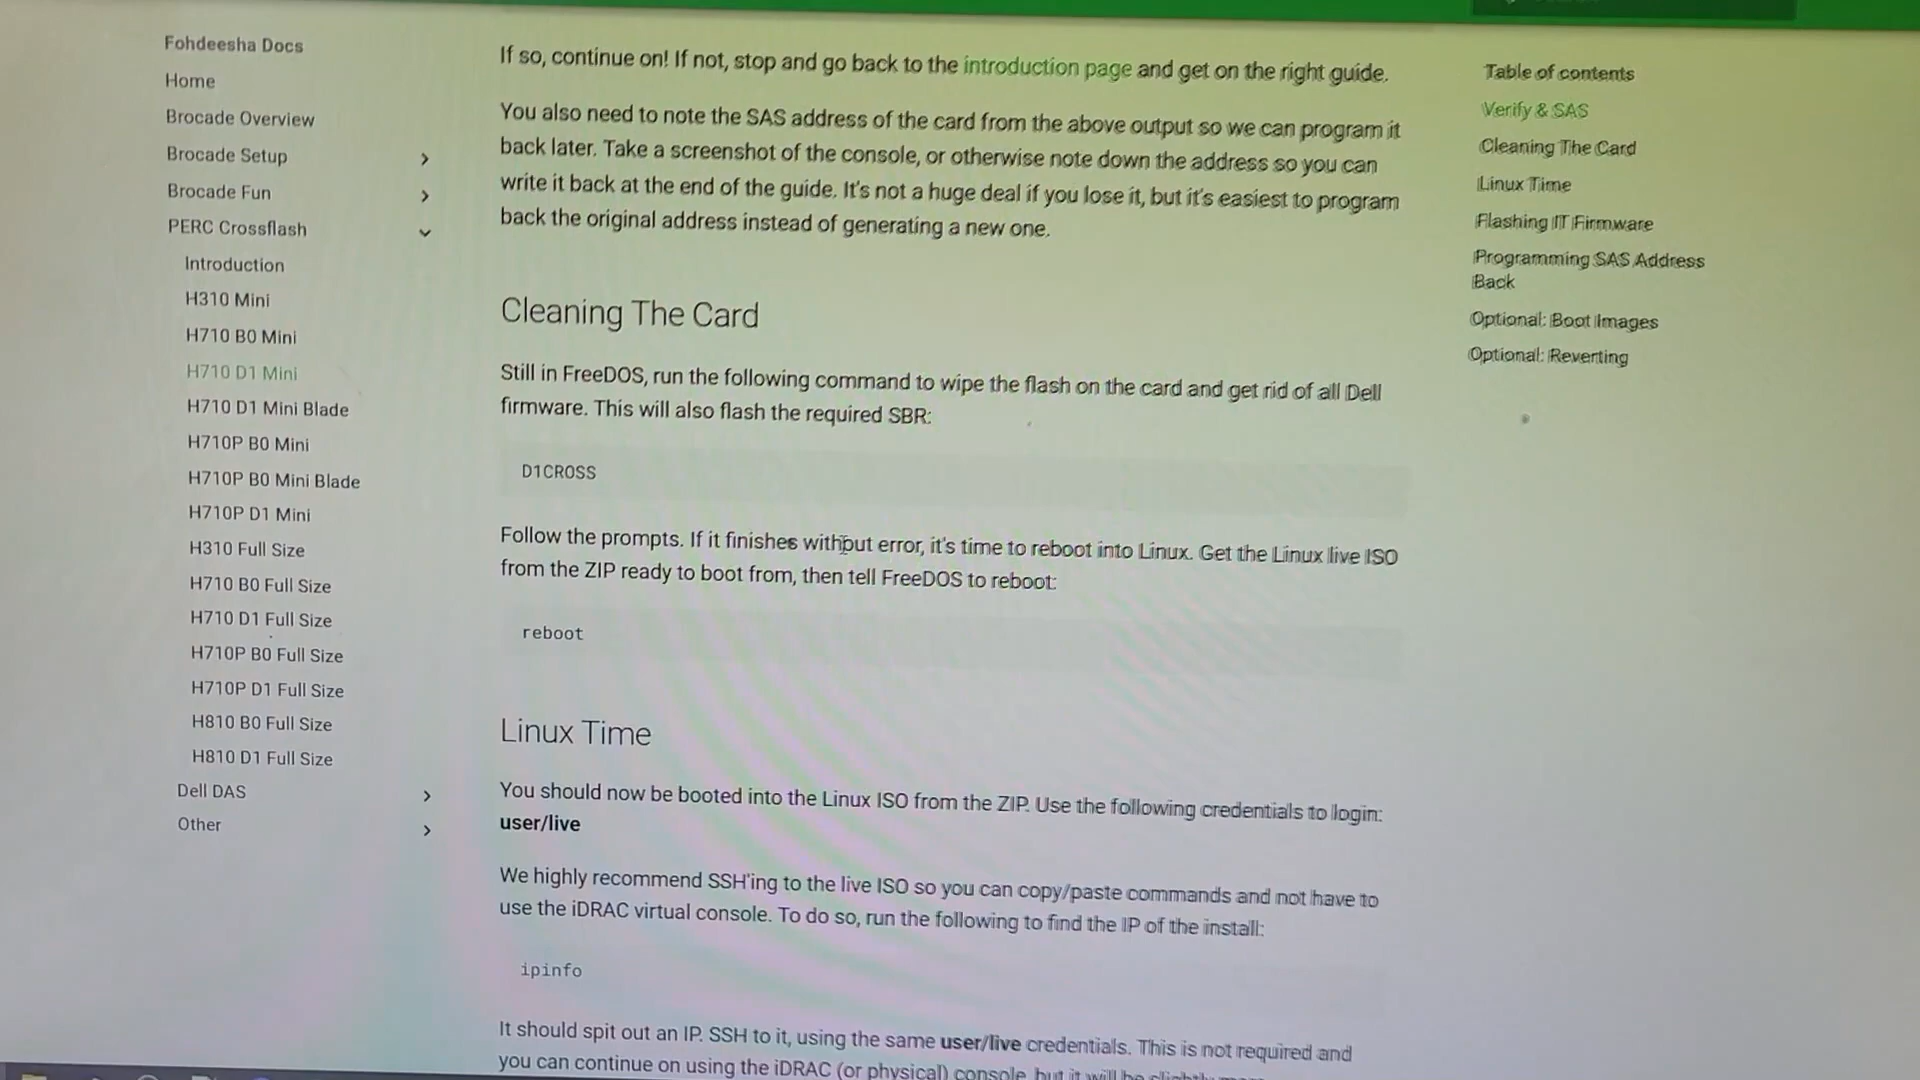 Fohdeesha Docs
Home
Brocade Overview
Brocade Setup
Brocade Fun
PERC Crossflash
Introduction
H310 Mini
H710 B0 Mini
H710 D1 Mini
H710 D1 Mini Blade
H710P B0 Mini
H710P B0 Mini Blade
H710P D1 Mini
H310 Full Size
H710 B0 Full Size
H710 D1 Full Size
H710P B0 Full Size
H710P D1 Full Size
H810 B0 Full Size
H810 D1 Full Size
Dell DAS
Other
If so, continue on! If not, stop and go back to the introduction page and get on the right guide.
You also need to note the SAS address of the card from the above output so we can program it
back later. Take a screenshot of the console, or otherwise note down the address so you can
write it back at the end of the guide. It's not a huge deal if you lose it, but it's easiest to program
back the original address instead of generating a new one.
Cleaning The Card
Still in FreeDOS, run the following command to wipe the flash on the card and get rid of all Dell
firmware. This will also flash the required SBR:
D1CROSS
Follow the prompts. If it finishes without error, it's time to reboot into Linux. Get the Linux live ISO
from the ZIP ready to boot from, then tell FreeDOS to reboot:
reboot
Linux Time
You should now be booted into the Linux ISO from the ZIP. Use the following credentials to login:
user/live
We highly recommend SSH'ing to the live ISO so you can copy/paste commands and not have to
use the iDRAC virtual console. To do so, run the following to find the IP of the install:
ipinfo
It should spit out an IP. SSH to it, using the same user/live credentials. This is not required and
you can continue on using the iDRAC (or physical) console, but it will be slightly
Table of contents
Verify & SAS
Cleaning The Card
Linux Time
Flashing IT Firmware
Programming SAS Address
Back
Optional: Boot Images
Optional: Reverting